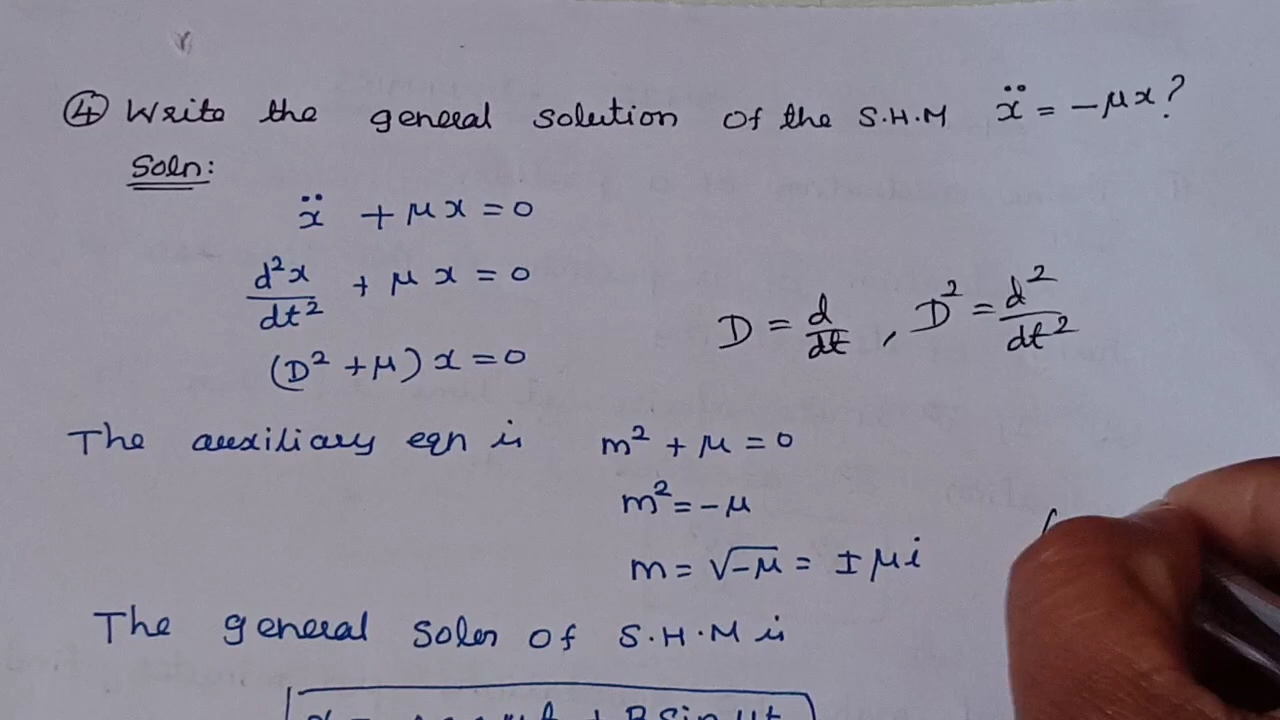 ④ Write the general solution of the S.H.M ẍ = -μx?
Soln:
ẍ + μx = 0
d²x/dt² + μx = 0
D = d/dt , D² = d²/dt²
(D² + μ) x = 0
The auxiliary eqn is m² + μ = 0
m² = -μ
m = √-μ = ± μi
The general soln of S.H.M is